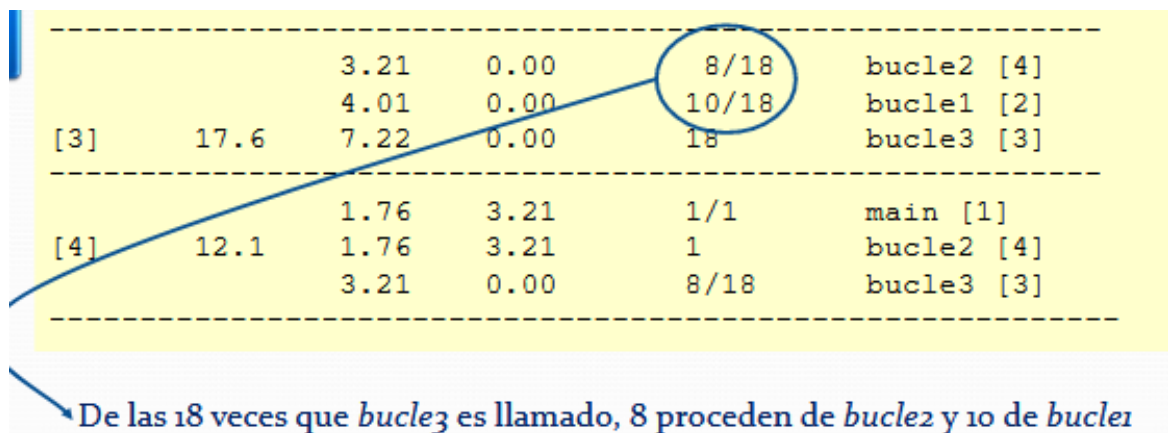 ------------------------------------------------------------
3.21 0.00 8/18 bucle2 [4]
4.01 0.00 10/18 bucle1 [2]
[3] 17.6 7.22 0.00 18 bucle3 [3]
------------------------------------------------------------
1.76 3.21 1/1 main [1]
[4] 12.1 1.76 3.21 1 bucle2 [4]
3.21 0.00 8/18 bucle3 [3]
------------------------------------------------------------
De las 18 veces que bucle3 es llamado, 8 proceden de bucle2 y 10 de bucle1